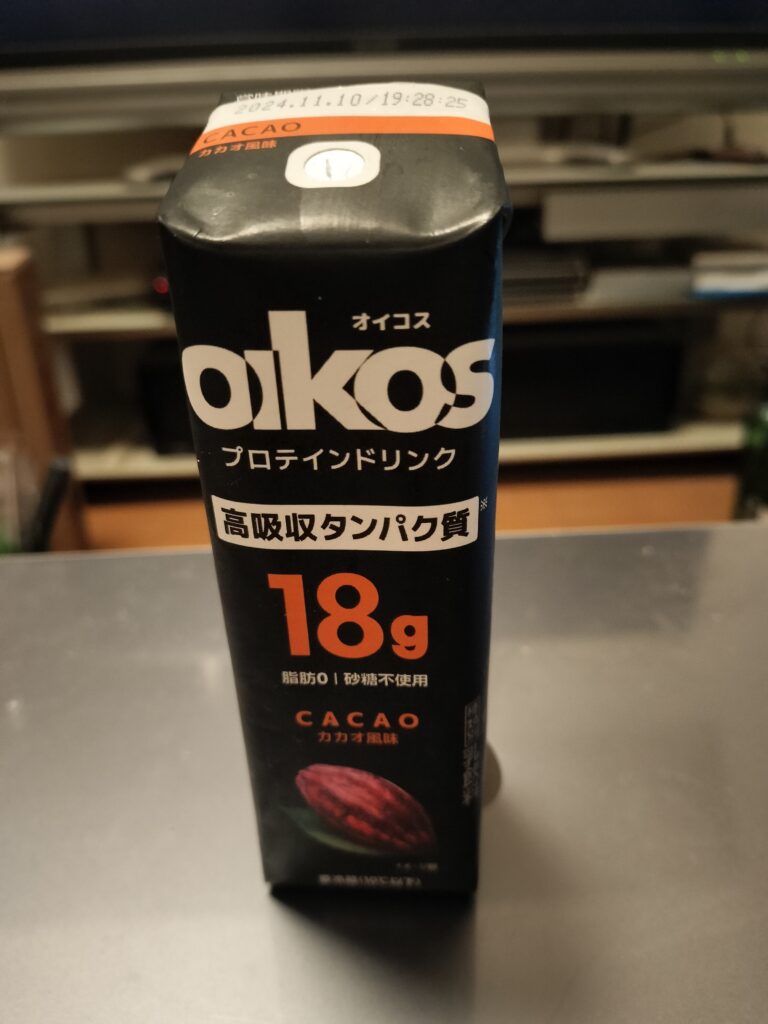 2024.11.10/19:28:25
CACAO
カカオ風味
オイコス
oikos
プロテインドリンク
高吸収タンパク質※
18g
脂肪0｜砂糖不使用
CACAO
カカオ風味